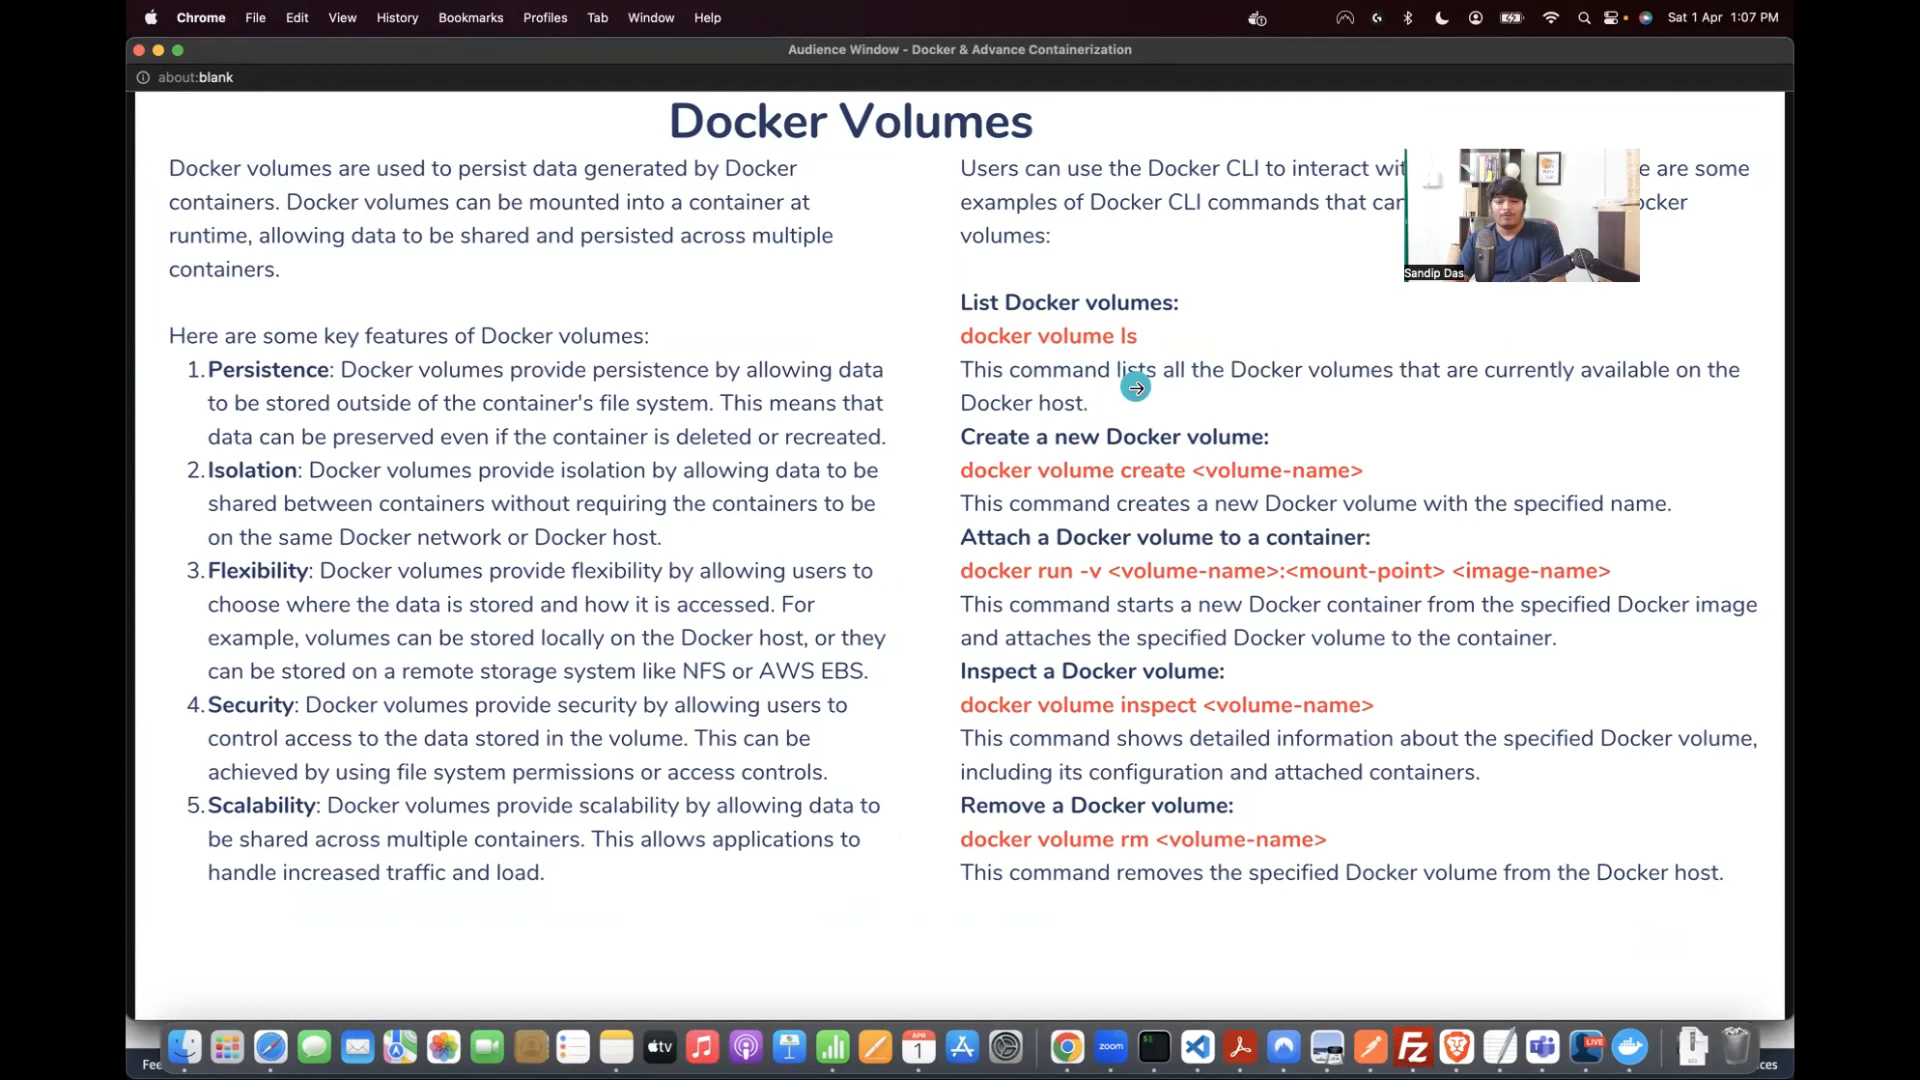 Chrome File Edit View History Bookmarks Profiles Tab Window Help Sat 1 Apr 1:07 PM
Audience Window - Docker & Advance Containerization
about:blank
Docker Volumes
Docker volumes are used to persist data generated by Docker
containers. Docker volumes can be mounted into a container at
runtime, allowing data to be shared and persisted across multiple
containers.
Here are some key features of Docker volumes:
1. Persistence: Docker volumes provide persistence by allowing data
to be stored outside of the container's file system. This means that
data can be preserved even if the container is deleted or recreated.
2. Isolation: Docker volumes provide isolation by allowing data to be
shared between containers without requiring the containers to be
on the same Docker network or Docker host.
3. Flexibility: Docker volumes provide flexibility by allowing users to
choose where the data is stored and how it is accessed. For
example, volumes can be stored locally on the Docker host, or they
can be stored on a remote storage system like NFS or AWS EBS.
4. Security: Docker volumes provide security by allowing users to
control access to the data stored in the volume. This can be
achieved by using file system permissions or access controls.
5. Scalability: Docker volumes provide scalability by allowing data to
be shared across multiple containers. This allows applications to
handle increased traffic and load.
Users can use the Docker CLI to interact wit e are some
examples of Docker CLI commands that can ocker
volumes:
Sandip Das
List Docker volumes:
docker volume ls
This command lists all the Docker volumes that are currently available on the
Docker host.
Create a new Docker volume:
docker volume create <volume-name>
This command creates a new Docker volume with the specified name.
Attach a Docker volume to a container:
docker run -v <volume-name>:<mount-point> <image-name>
This command starts a new Docker container from the specified Docker image
and attaches the specified Docker volume to the container.
Inspect a Docker volume:
docker volume inspect <volume-name>
This command shows detailed information about the specified Docker volume,
including its configuration and attached containers.
Remove a Docker volume:
docker volume rm <volume-name>
This command removes the specified Docker volume from the Docker host.
tv APR 1 zoom FZ LIVE
Fee ces